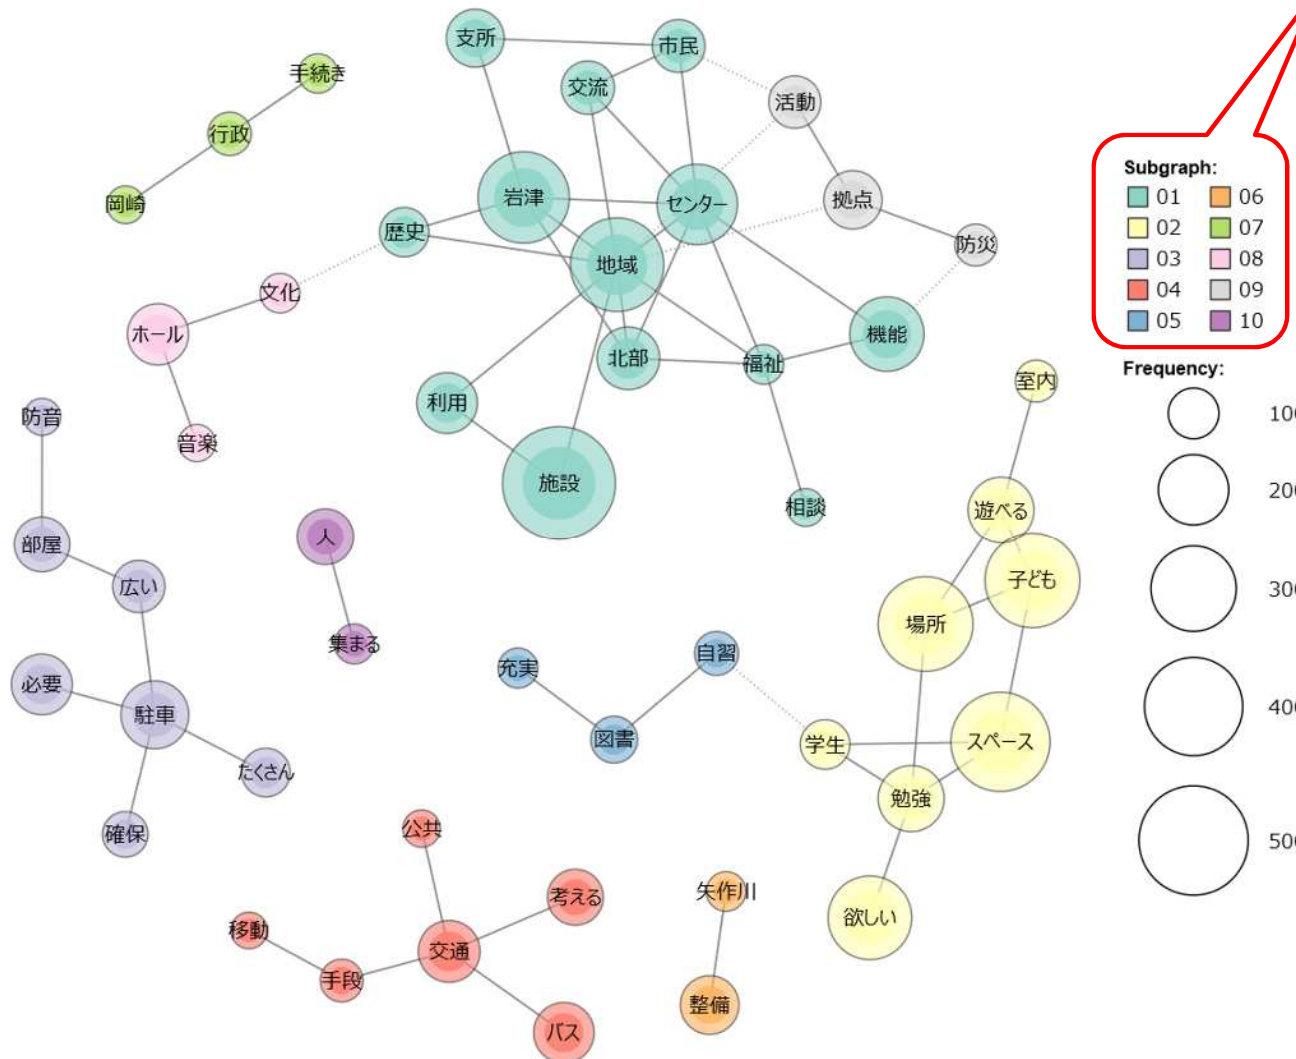 支所
市民
手続き
交流
活動
行政
岡崎
岩津
センター
拠点
歴史
防災
地域
文化
ホール
北部
福祉
機能
利用
室内
防音
音楽
施設
相談
遊べる
部屋
人
広い
子ども
場所
集まる
自習
充実
必要
駐車
図書
学生
スペース
たくさん
勉強
確保
公共
矢作川
考える
欲しい
移動
交通
手段
整備
バス
Subgraph:
01 06
02 07
03 08
04 09
05 10
Frequency: